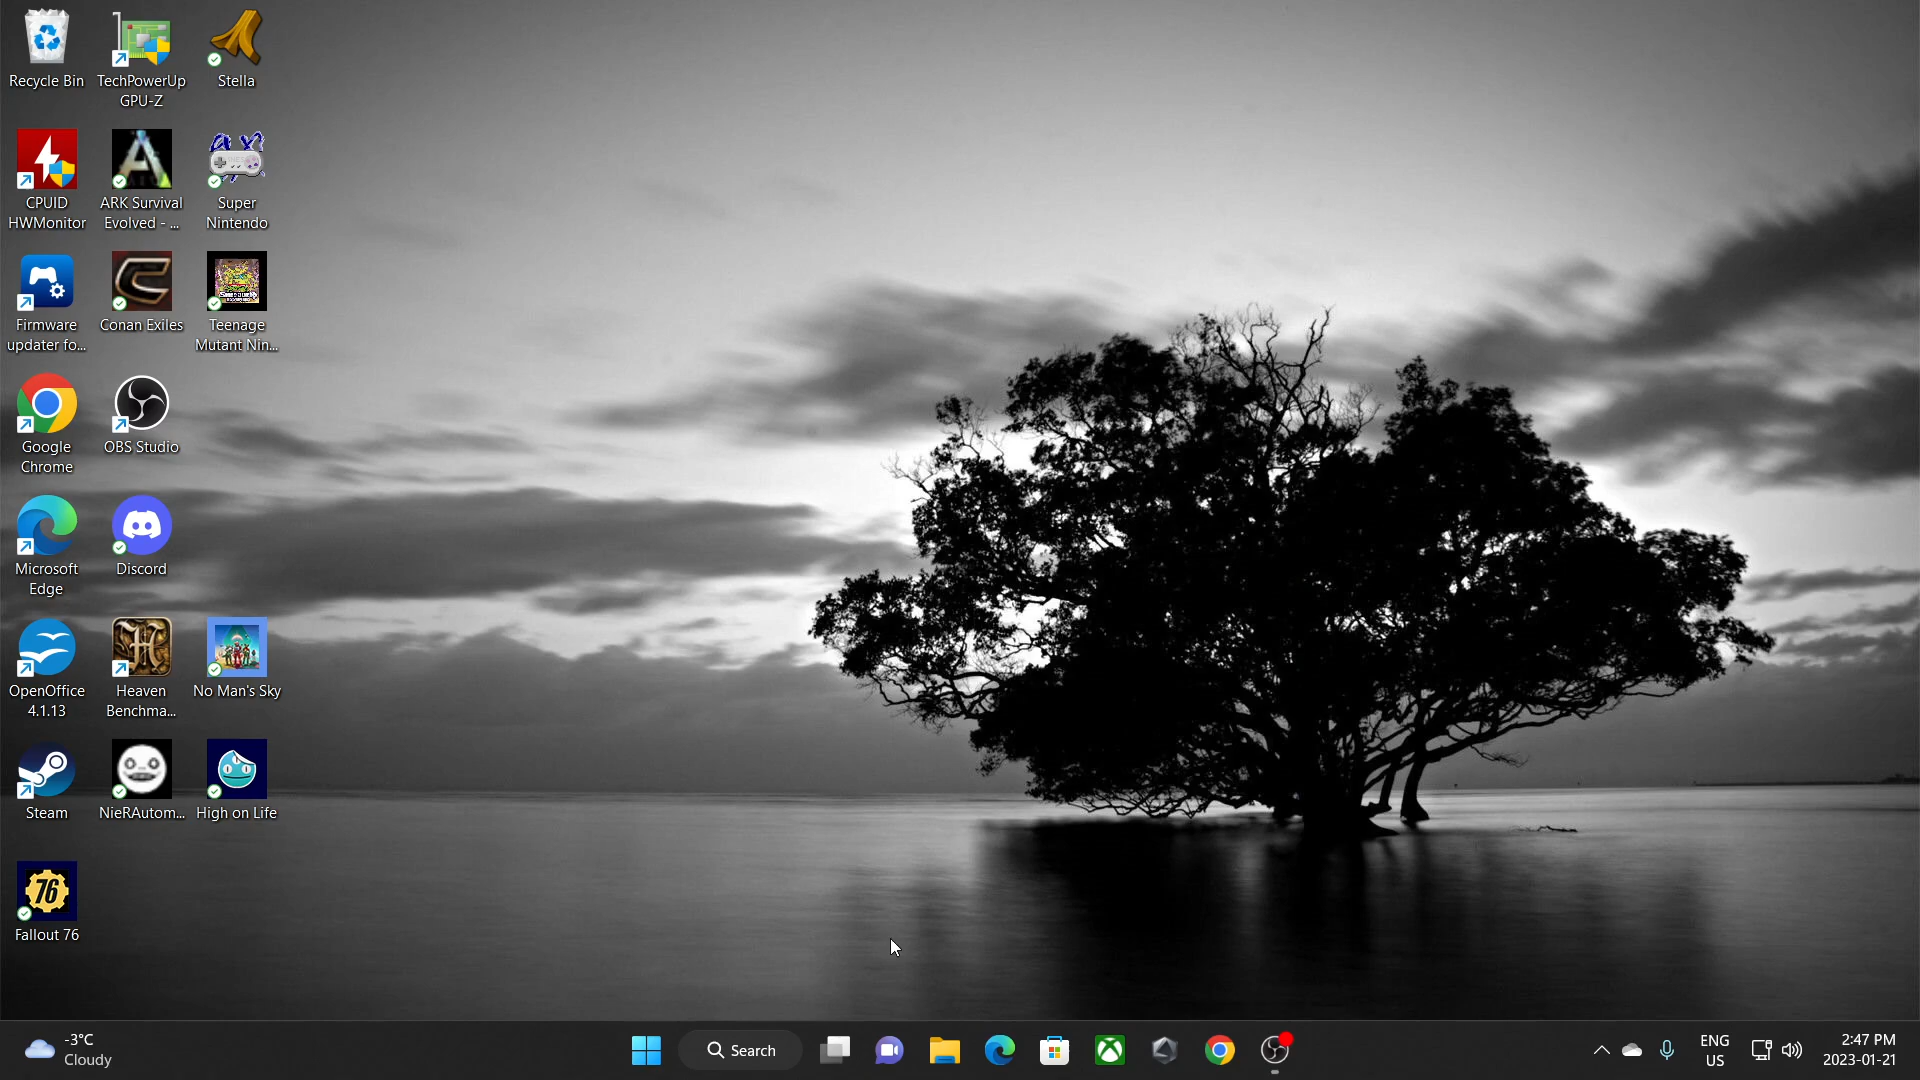 Recycle Bin
TechPowerUp
GPU-Z
Stella
CPUID
HWMonitor
ARK Survival
Evolved - ...
Super
Nintendo
Firmware
updater fo...
Conan Exiles
Teenage
Mutant Nin...
Google
Chrome
OBS Studio
Microsoft
Edge
Discord
OpenOffice
4.1.13
Heaven
Benchma...
No Man's Sky
Steam
NieRAutom...
High on Life
76
Fallout 76
-3°C
Cloudy
Search
ENG
US
2:47 PM
2023-01-21